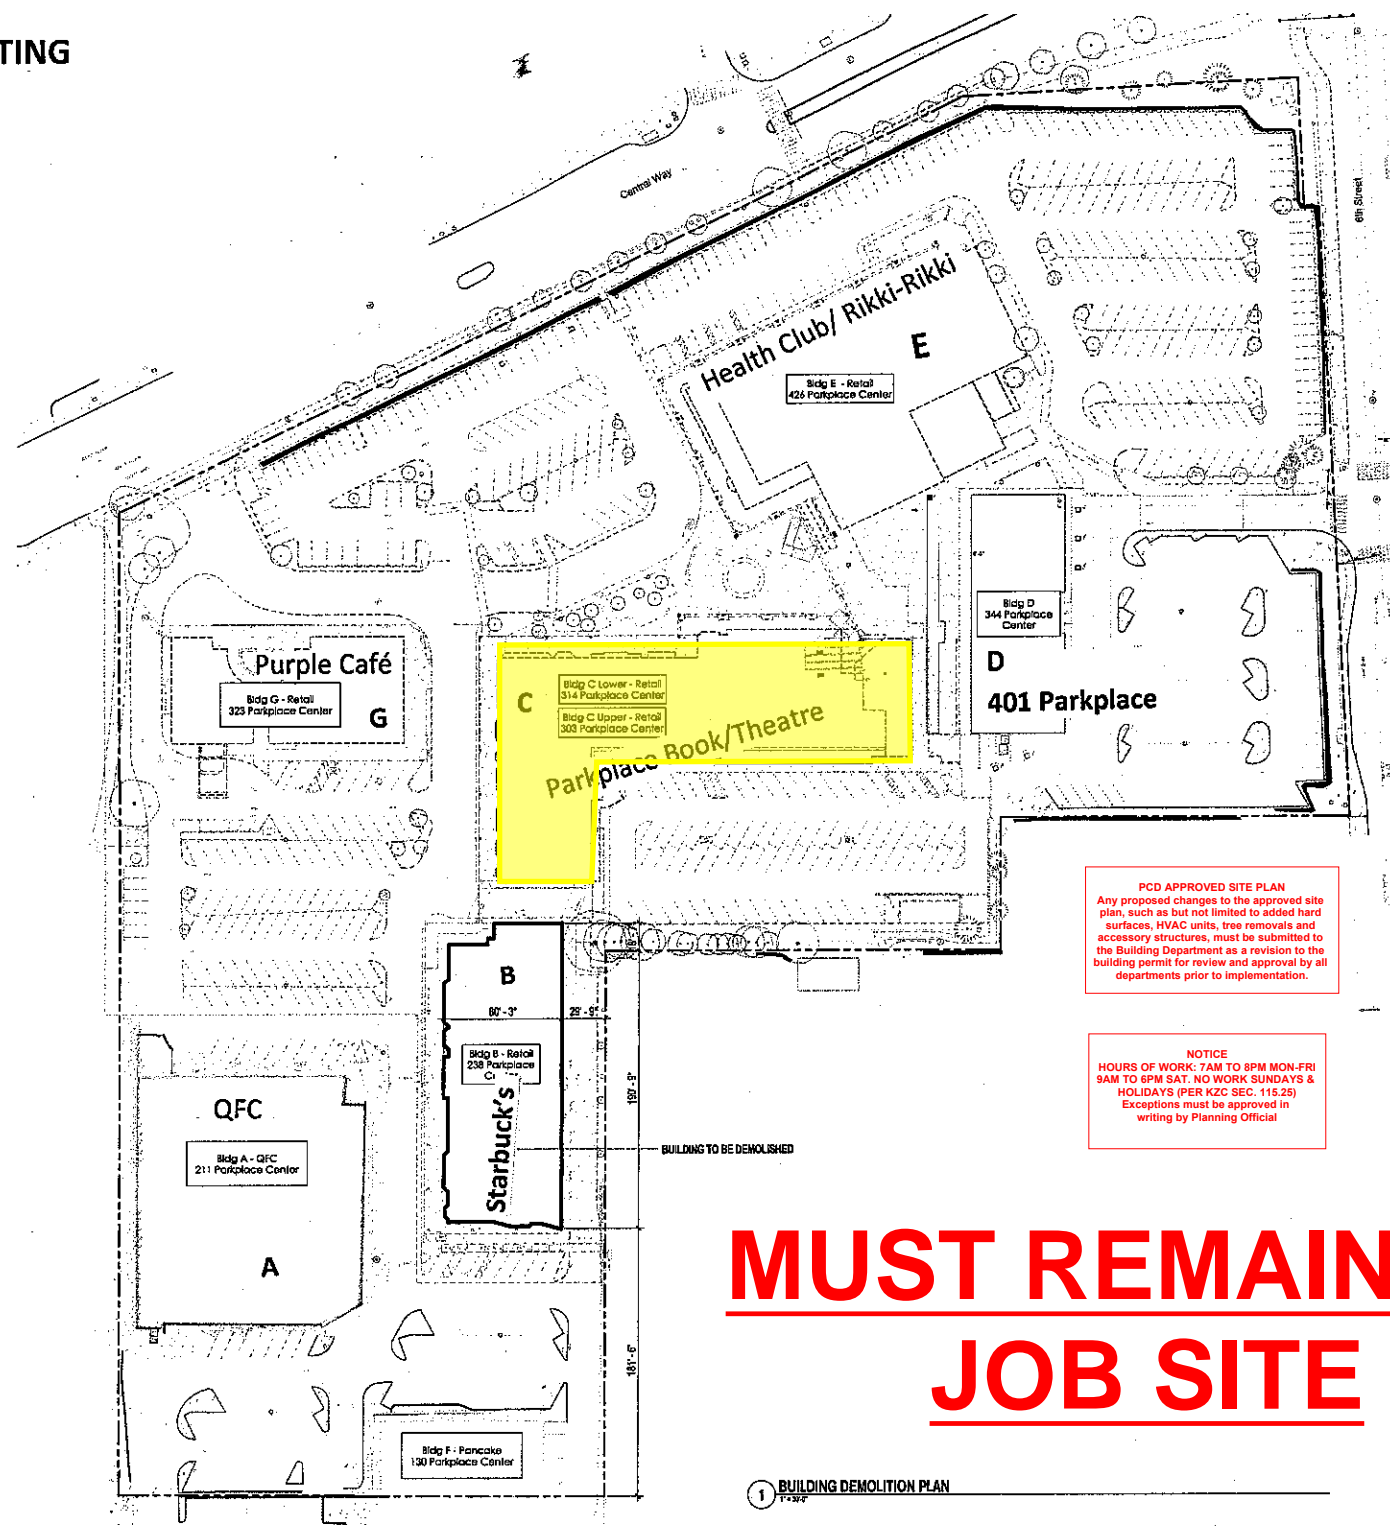 TING
Central Way
6th Street
Health Club/ Rikki-Rikki
E
Bldg E - Retail
426 Parkplace Center
Bldg D
344 Parkplace
Center
D
401 Parkplace
Purple Café
Bldg G - Retail
323 Parkplace Center
G
C
Bldg C Lower - Retail
314 Parkplace Center
Bldg C Upper - Retail
303 Parkplace Center
Parkplace Book/Theatre
PCD APPROVED SITE PLAN
Any proposed changes to the approved site
plan, such as but not limited to added hard
surfaces, HVAC units, tree removals and
accessory structures, must be submitted to
the Building Department as a revision to the
building permit for review and approval by all
departments prior to implementation.
B
60' - 3"
29' - 9"
Bldg B - Retail
238 Parkplace
Starbuck's
190' - 9"
BUILDING TO BE DEMOLISHED
NOTICE
HOURS OF WORK: 7AM TO 8PM MON-FRI
9AM TO 6PM SAT. NO WORK SUNDAYS &
HOLIDAYS (PER KZC SEC. 115.25)
Exceptions must be approved in
writing by Planning Official
QFC
Bldg A - QFC
211 Parkplace Center
A
MUST REMAIN
JOB SITE
181' - 6"
Bldg F - Pancake
130 Parkplace Center
1
BUILDING DEMOLITION PLAN